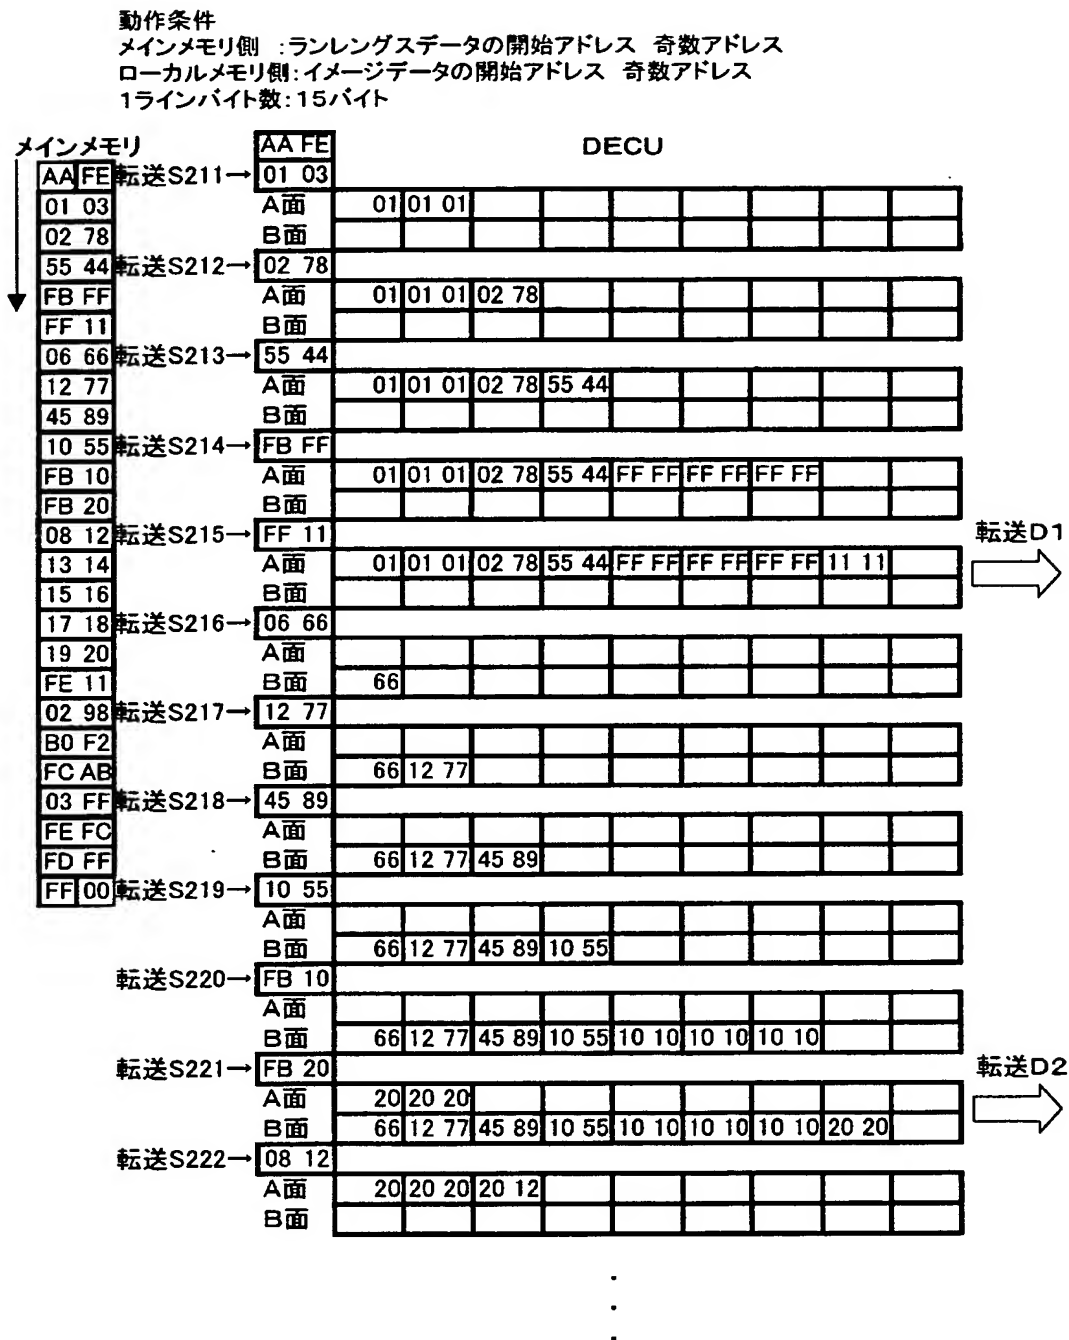 動作条件
メインメモリ側　:ランレングスデータの開始アドレス　奇数アドレス
ローカルメモリ側:イメージデータの開始アドレス　奇数アドレス
1ラインバイト数:15バイト
メインメモリ AA FE DECU
AA FE 転送S211→ 01 03
01 03 A面 01 01 01
02 78 B面
55 44 転送S212→ 02 78
FB FF A面 01 01 01 02 78
FF 11 B面
06 66 転送S213→ 55 44
12 77 A面 01 01 01 02 78 55 44
45 89 B面
10 55 転送S214→ FB FF
FB 10 A面 01 01 01 02 78 55 44 FF FF FF FF FF FF
FB 20 B面
08 12 転送S215→ FF 11 転送D1
13 14 A面 01 01 01 02 78 55 44 FF FF FF FF FF FF 11 11
15 16 B面
17 18 転送S216→ 06 66
19 20 A面
FE 11 B面 66
02 98 転送S217→ 12 77
B0 F2 A面
FC AB B面 66 12 77
03 FF 転送S218→ 45 89
FE FC A面
FD FF B面 66 12 77 45 89
FF 00 転送S219→ 10 55
A面
B面 66 12 77 45 89 10 55
転送S220→ FB 10
A面
B面 66 12 77 45 89 10 55 10 10 10 10 10 10
転送S221→ FB 20 転送D2
A面 20 20 20
B面 66 12 77 45 89 10 55 10 10 10 10 10 10 20 20
転送S222→ 08 12
A面 20 20 20 20 12
B面